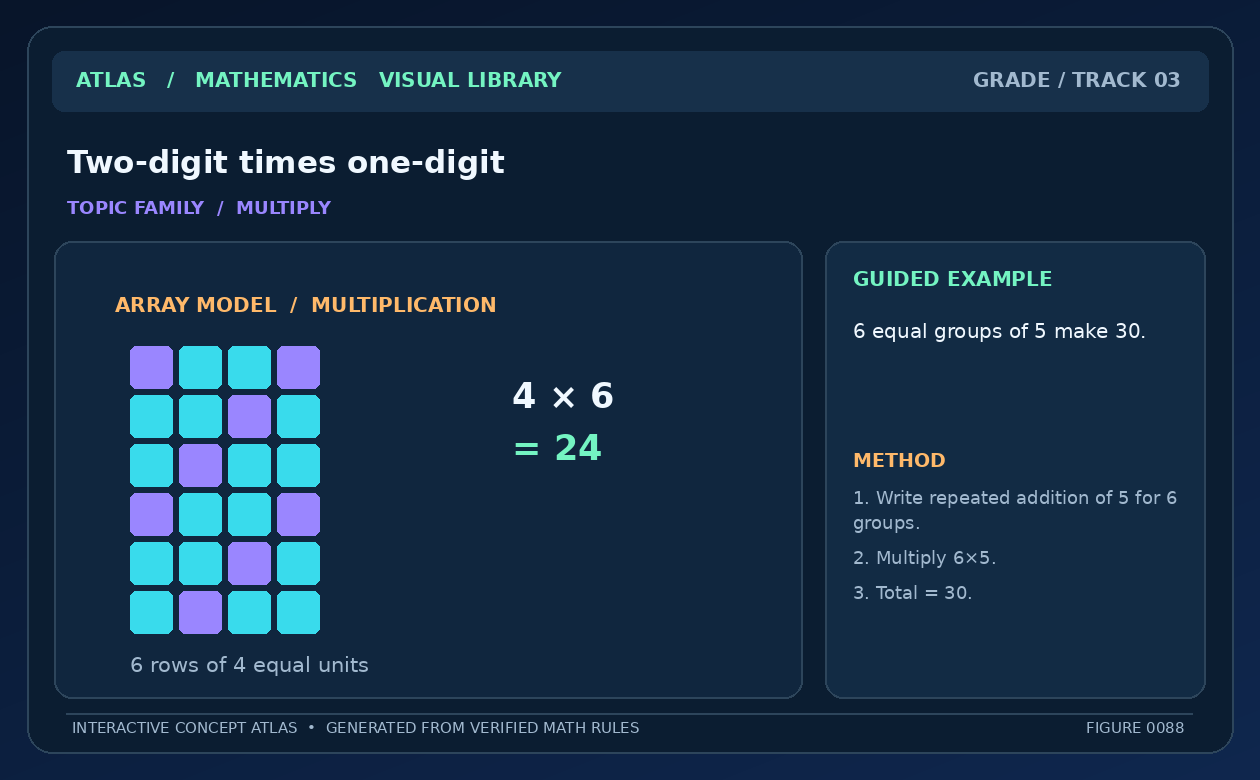 ATLAS / MATHEMATICS VISUAL LIBRARY
GRADE / TRACK 03
Two-digit times one-digit
TOPIC FAMILY / MULTIPLY
ARRAY MODEL / MULTIPLICATION
4 × 6
= 24
6 rows of 4 equal units
GUIDED EXAMPLE
6 equal groups of 5 make 30.
METHOD
1. Write repeated addition of 5 for 6
groups.
2. Multiply 6×5.
3. Total = 30.
INTERACTIVE CONCEPT ATLAS • GENERATED FROM VERIFIED MATH RULES
FIGURE 0088